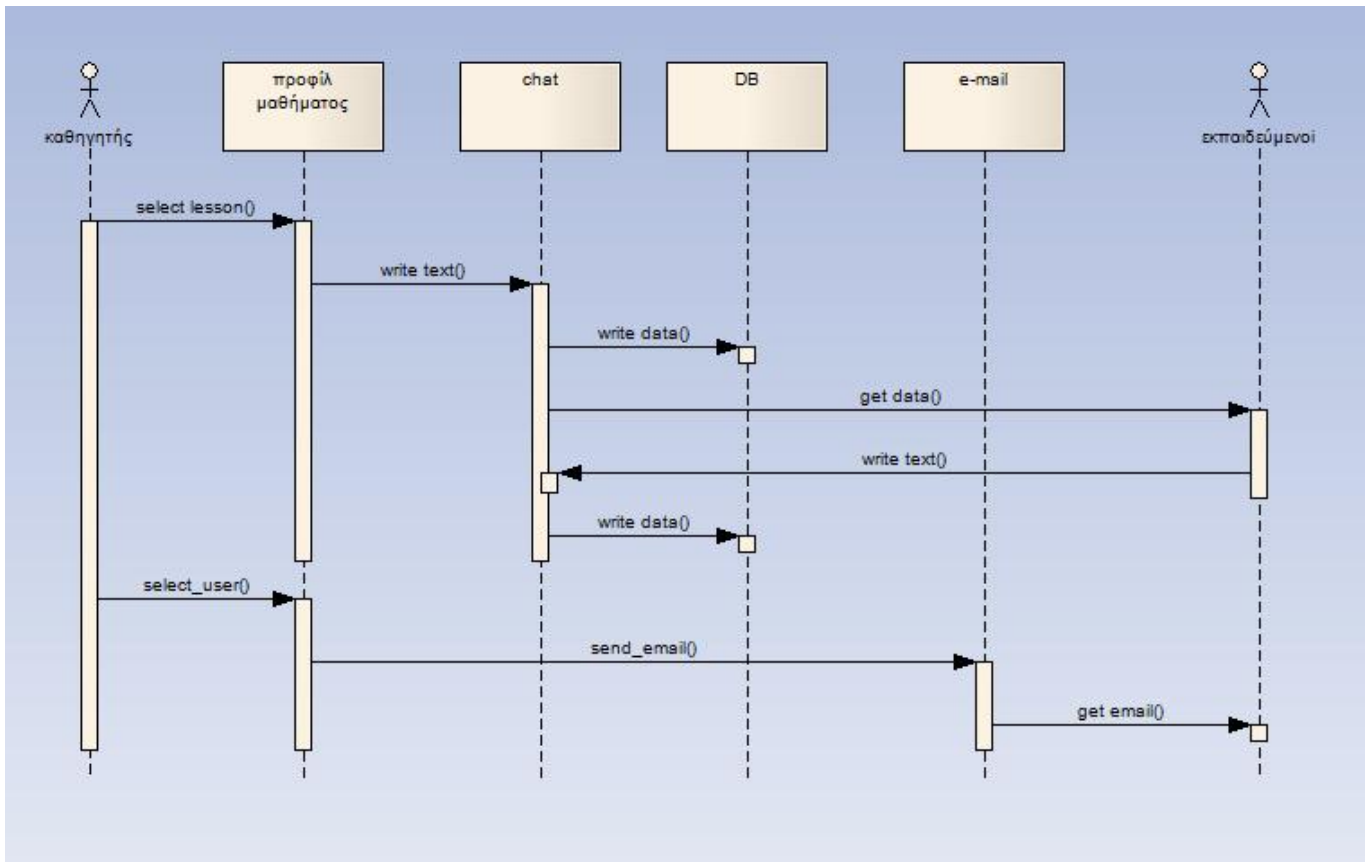 προφίλ
μαθήματος
chat
DB
e-mail
καθηγητής
εκπαιδεύμενοi
select lesson()
write text()
write data()
get data()
write text()
write data()
select_user()
send_email()
get email()